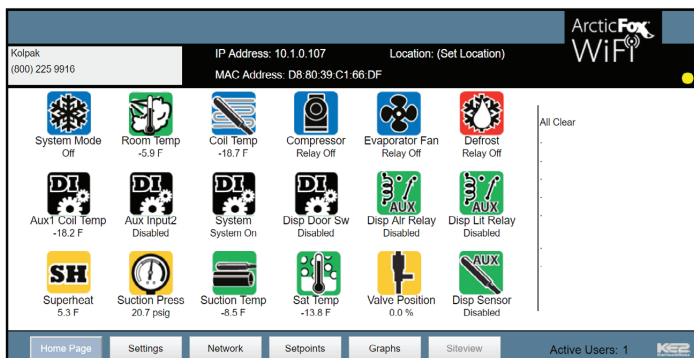 ArcticFox
WiFi
Kolpak
(800) 225 9916
IP Address: 10.1.0.107 Location: (Set Location)
MAC Address: D8:80:39:C1:66:DF
System Mode Room Temp Coil Temp Compressor Evaporator Fan Defrost
Off -5.9 F -18.7 F Relay Off Relay Off Relay Off
All Clear
DI DI DI DI AUX AUX
Aux1 Coil Temp Aux Input2 System Disp Door Sw Disp Alr Relay Disp Lit Relay
-18.2 F Disabled System On Disabled Disabled Disabled
SH AUX
Superheat Suction Press Suction Temp Sat Temp Valve Position Disp Sensor
5.3 F 20.7 psig -8.5 F -13.8 F 0.0 % Disabled
Home Page Settings Network Setpoints Graphs Siteview Active Users: 1 KE2